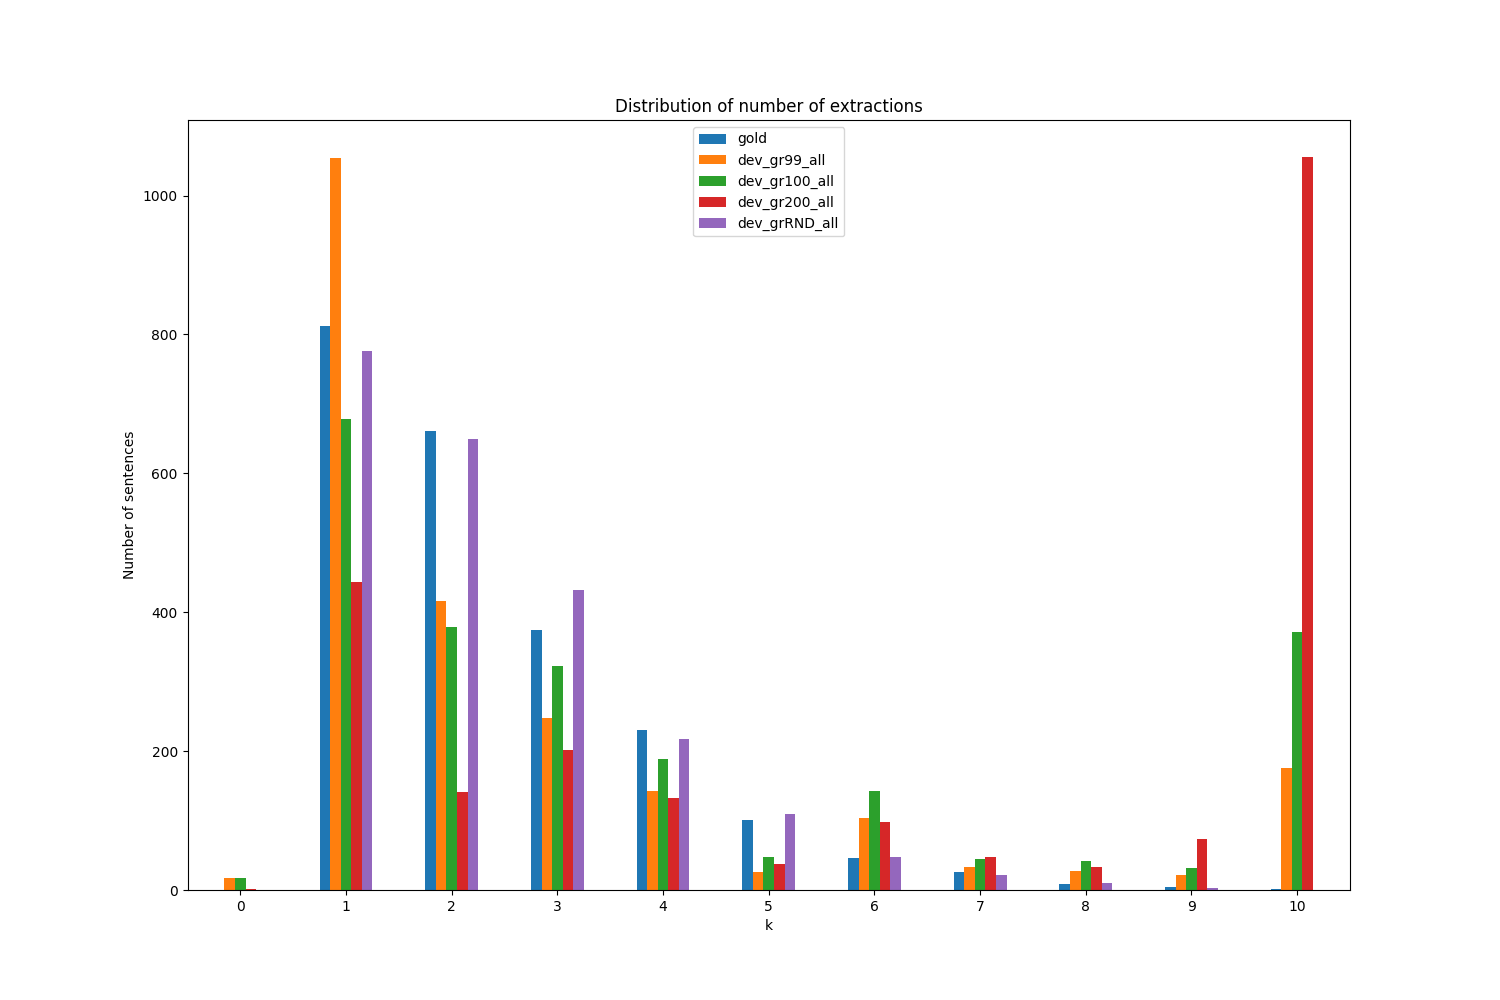 Distribution of number of extractions
gold
dev_gr99_all
dev_gr100_all
dev_gr200_all
dev_grRND_all
1000
800
600
400
200
0
Number of sentences
0 1 2 3 4 5 6 7 8 9 10
k